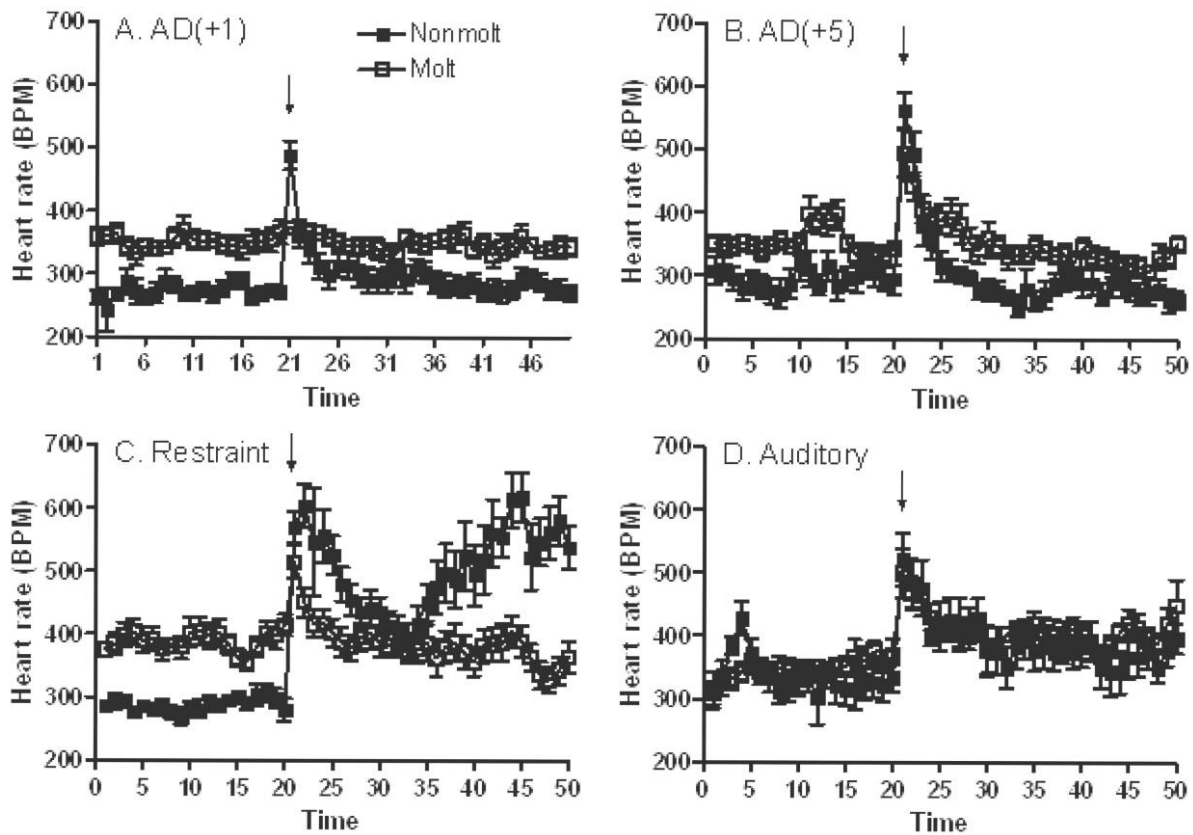 A. AD(+1)
Nonmolt
Molt
Heart rate (BPM)
700
600
500
400
300
200
1 6 11 16 21 26 31 36 41 46
Time
B. AD(+5)
Heart rate (BPM)
700
600
500
400
300
200
0 5 10 15 20 25 30 35 40 45 50
Time
C. Restraint
Heart rate (BPM)
700
600
500
400
300
200
0 5 10 15 20 25 30 35 40 45 50
Time
D. Auditory
Heart rate (BPM)
700
600
500
400
300
200
0 5 10 15 20 25 30 35 40 45 50
Time